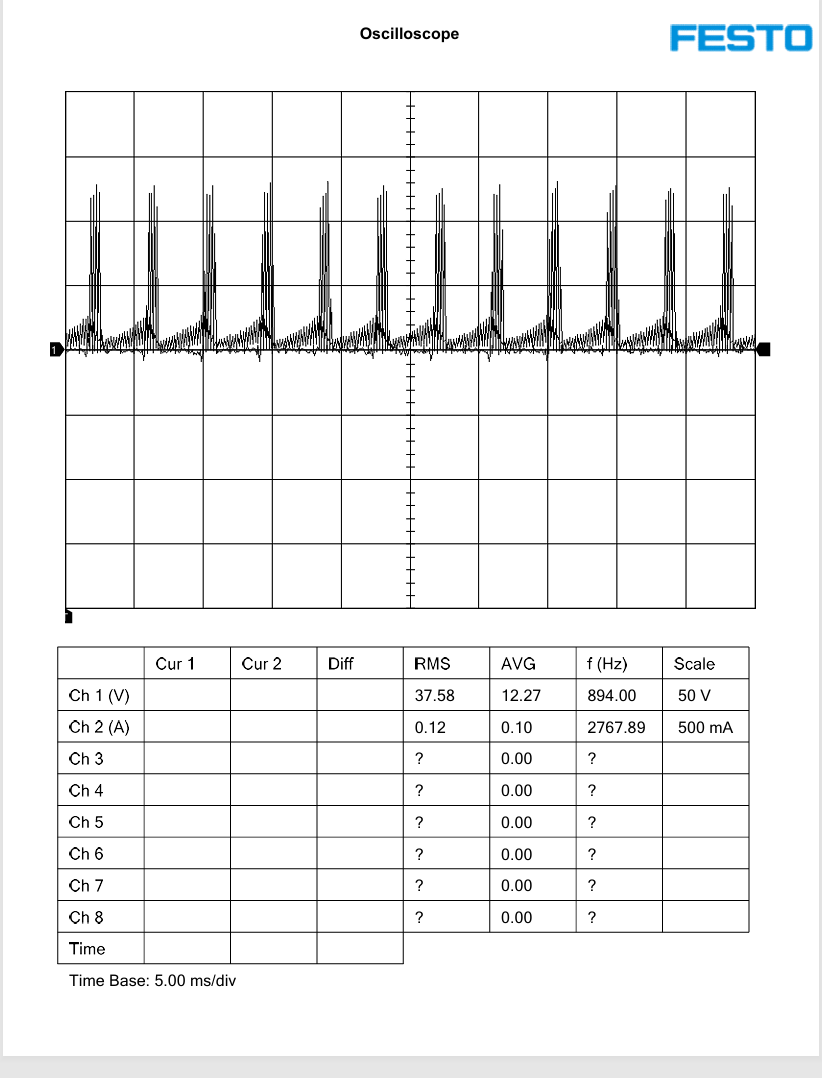 Oscilloscope
FESTO
1
Cur 1 Cur 2 Diff RMS AVG f (Hz) Scale
Ch 1 (V) 37.58 12.27 894.00 50 V
Ch 2 (A) 0.12 0.10 2767.89 500 mA
Ch 3 ? 0.00 ?
Ch 4 ? 0.00 ?
Ch 5 ? 0.00 ?
Ch 6 ? 0.00 ?
Ch 7 ? 0.00 ?
Ch 8 ? 0.00 ?
Time
Time Base: 5.00 ms/div